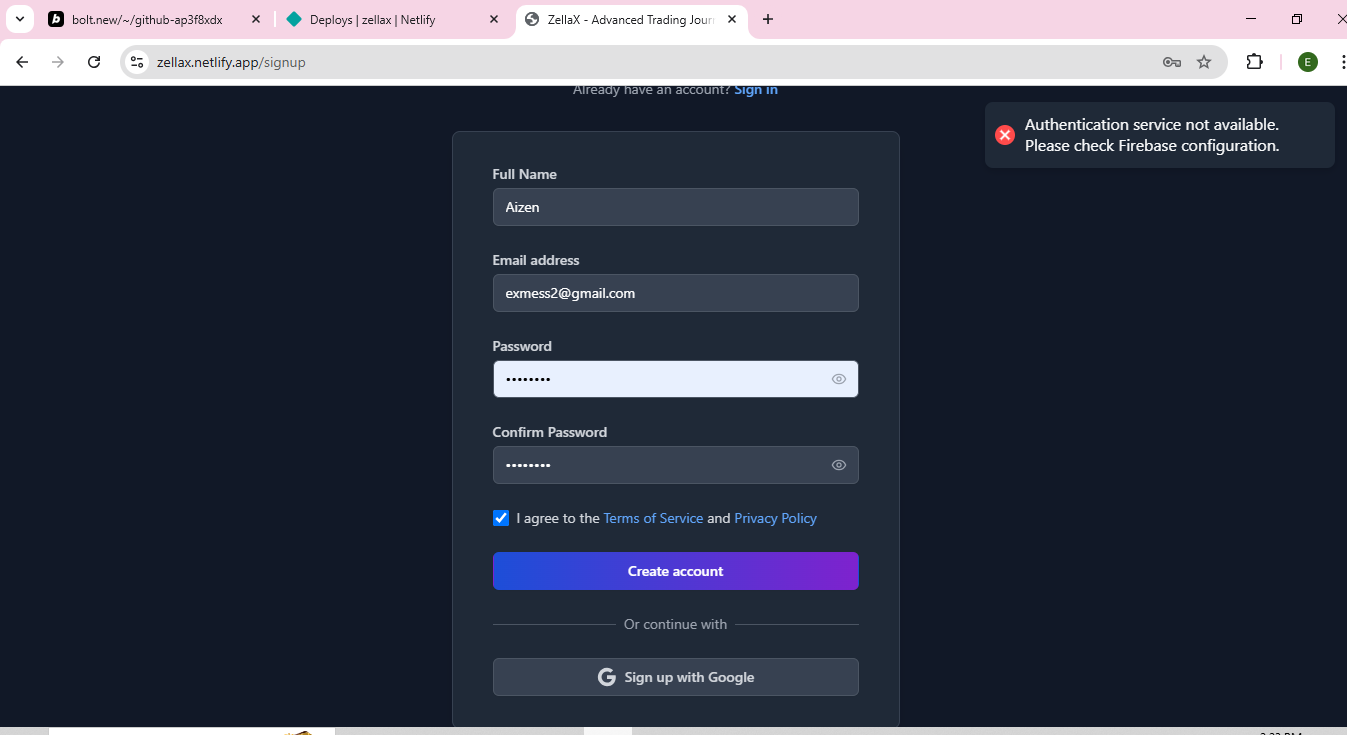 bolt.new/~/github-ap3f8xdx
Deploys | zellax | Netlify
ZellaX - Advanced Trading Jour
zellax.netlify.app/signup
E
Already have an account? Sign in
Authentication service not available.
Please check Firebase configuration.
Full Name
Aizen
Email address
exmess2@gmail.com
Password
Confirm Password
I agree to the Terms of Service and Privacy Policy
Create account
Or continue with
G Sign up with Google